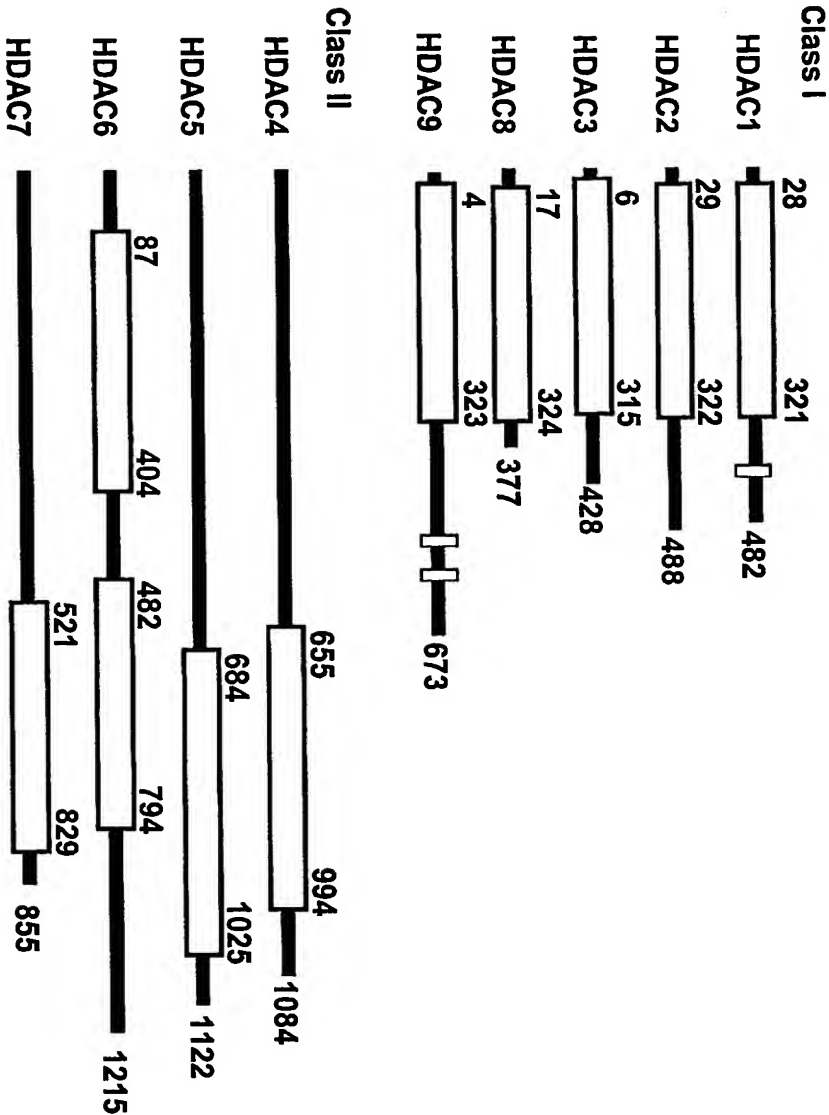 Class I
HDAC1 28 321 482
HDAC2 29 322 488
HDAC3 6 315 428
HDAC8 17 324 377
HDAC9 4 323 673
Class II
HDAC4 655 994 1084
HDAC5 684 1025 1122
HDAC6 87 404 482 794 1215
HDAC7 521 829 855